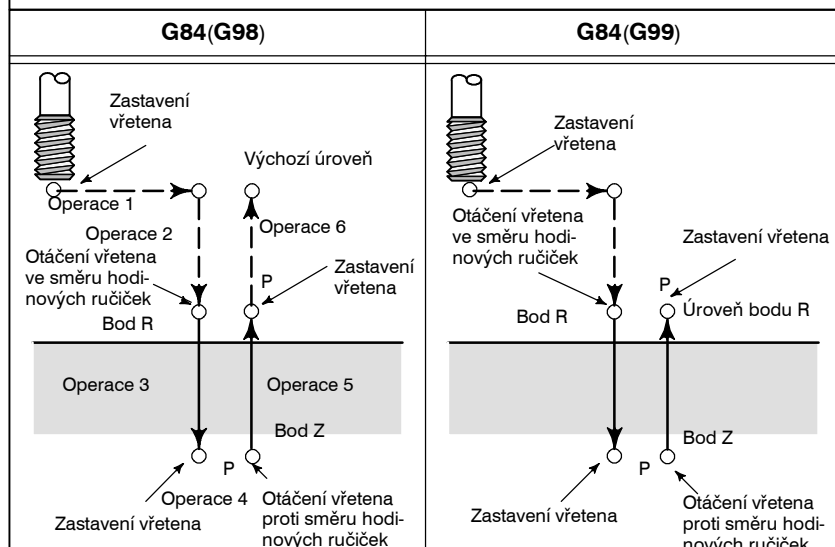 G84(G98)
G84(G99)
Zastavení
vřetena
Výchozí úroveň
Operace 1
Operace 2
Operace 6
Otáčení vřetena
ve směru hodi-
nových ručiček
P
Zastavení
vřetena
Bod R
Operace 3
Operace 5
Bod Z
P
Operace 4
Zastavení vřetena
Otáčení vřetena
proti směru hodi-
nových ručiček
Zastavení
vřetena
Otáčení vřetena
ve směru hodi-
nových ručiček
Zastavení vřetena
P
Bod R
Úroveň bodu R
Bod Z
P
Zastavení vřetena
Otáčení vřetena
proti směru hodi-
nových ručiček